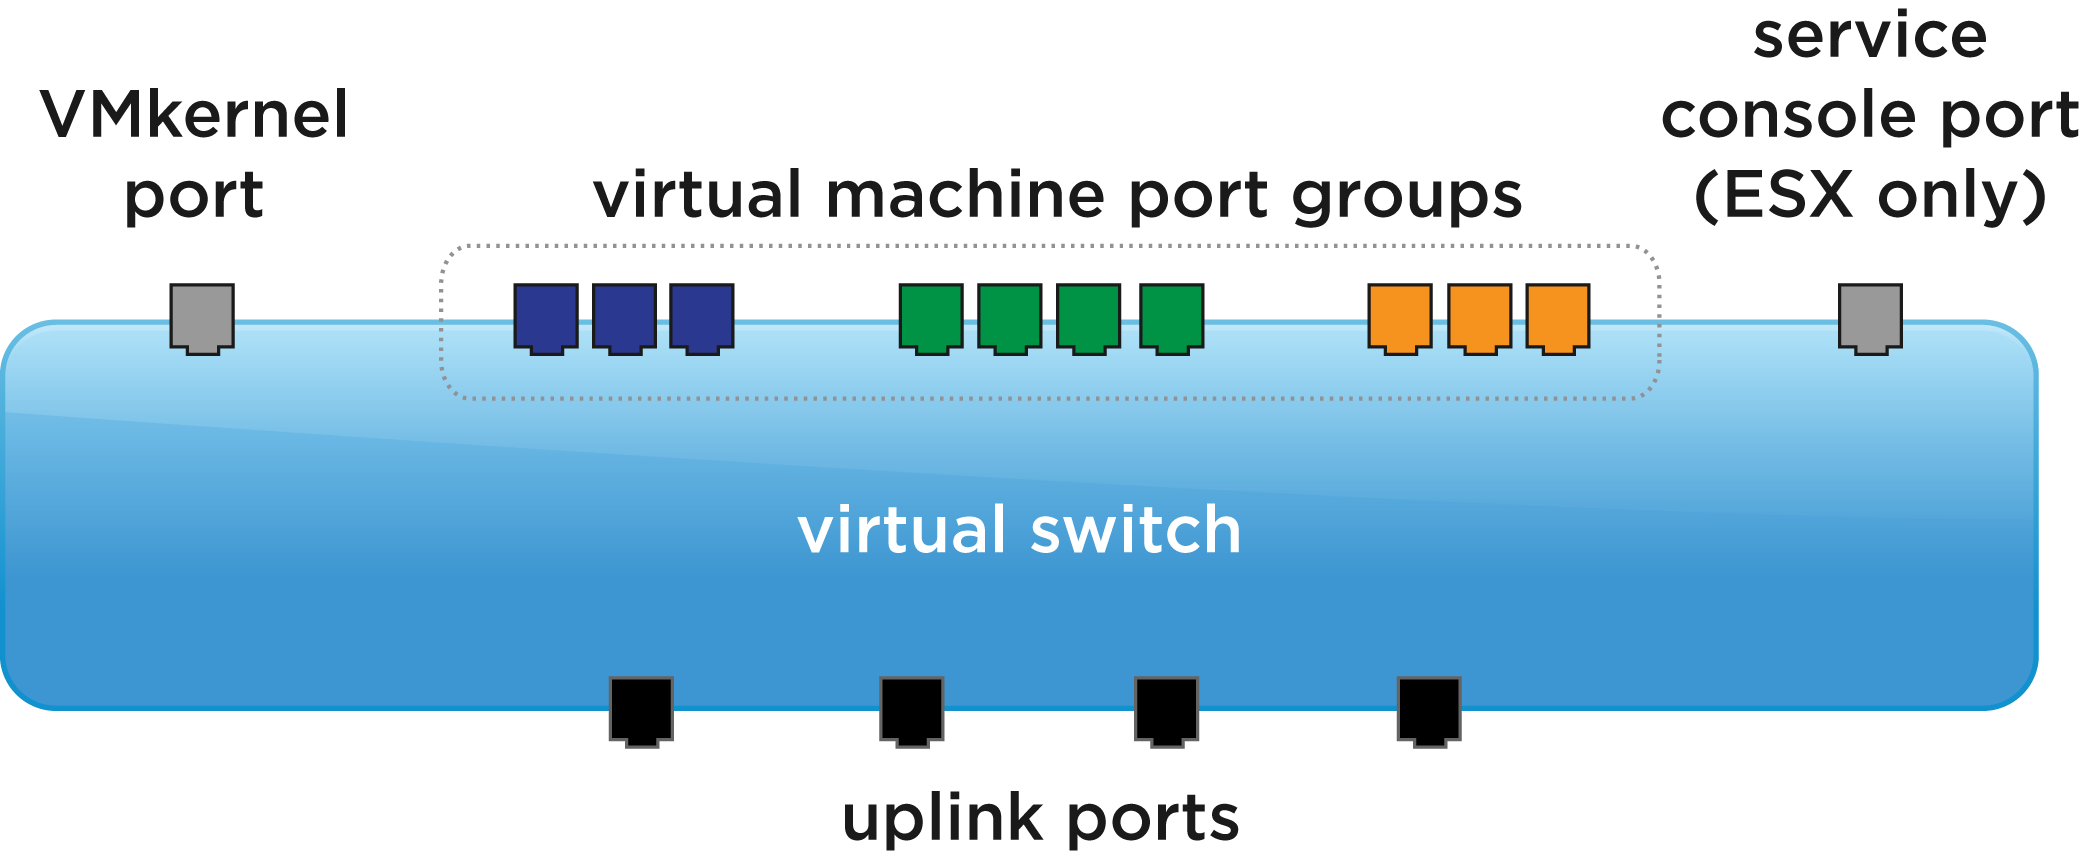 VMkernel
port
virtual machine port groups
service
console port
(ESX only)
virtual switch
uplink ports